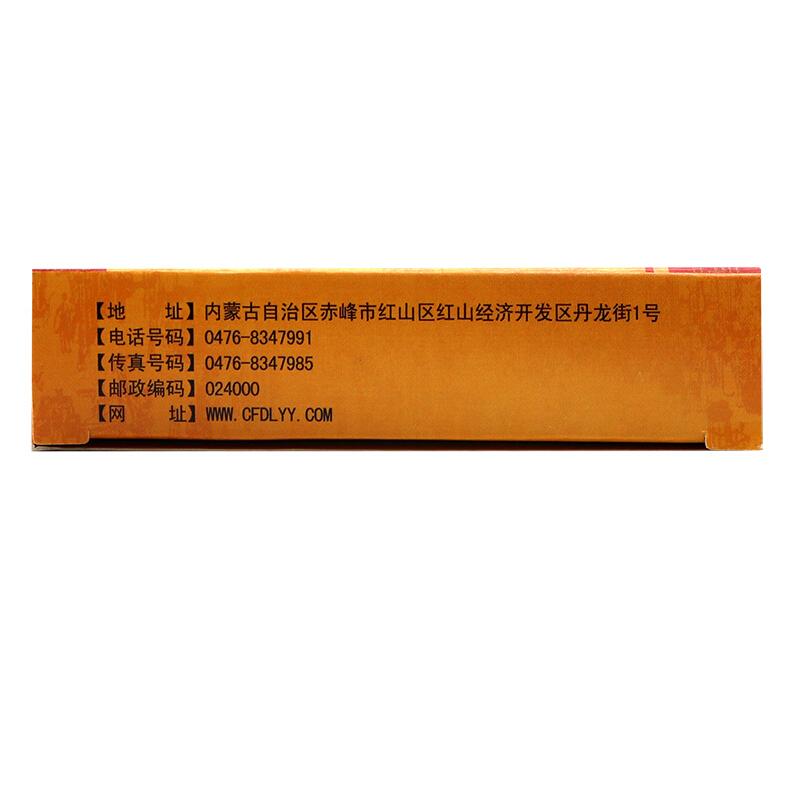 【地　　址】内蒙古自治区赤峰市红山区红山经济开发区丹龙街1号
【电话号码】0476-8347991
【传真号码】0476-8347985
【邮政编码】024000
【网　　址】WWW.CFDLYY.COM